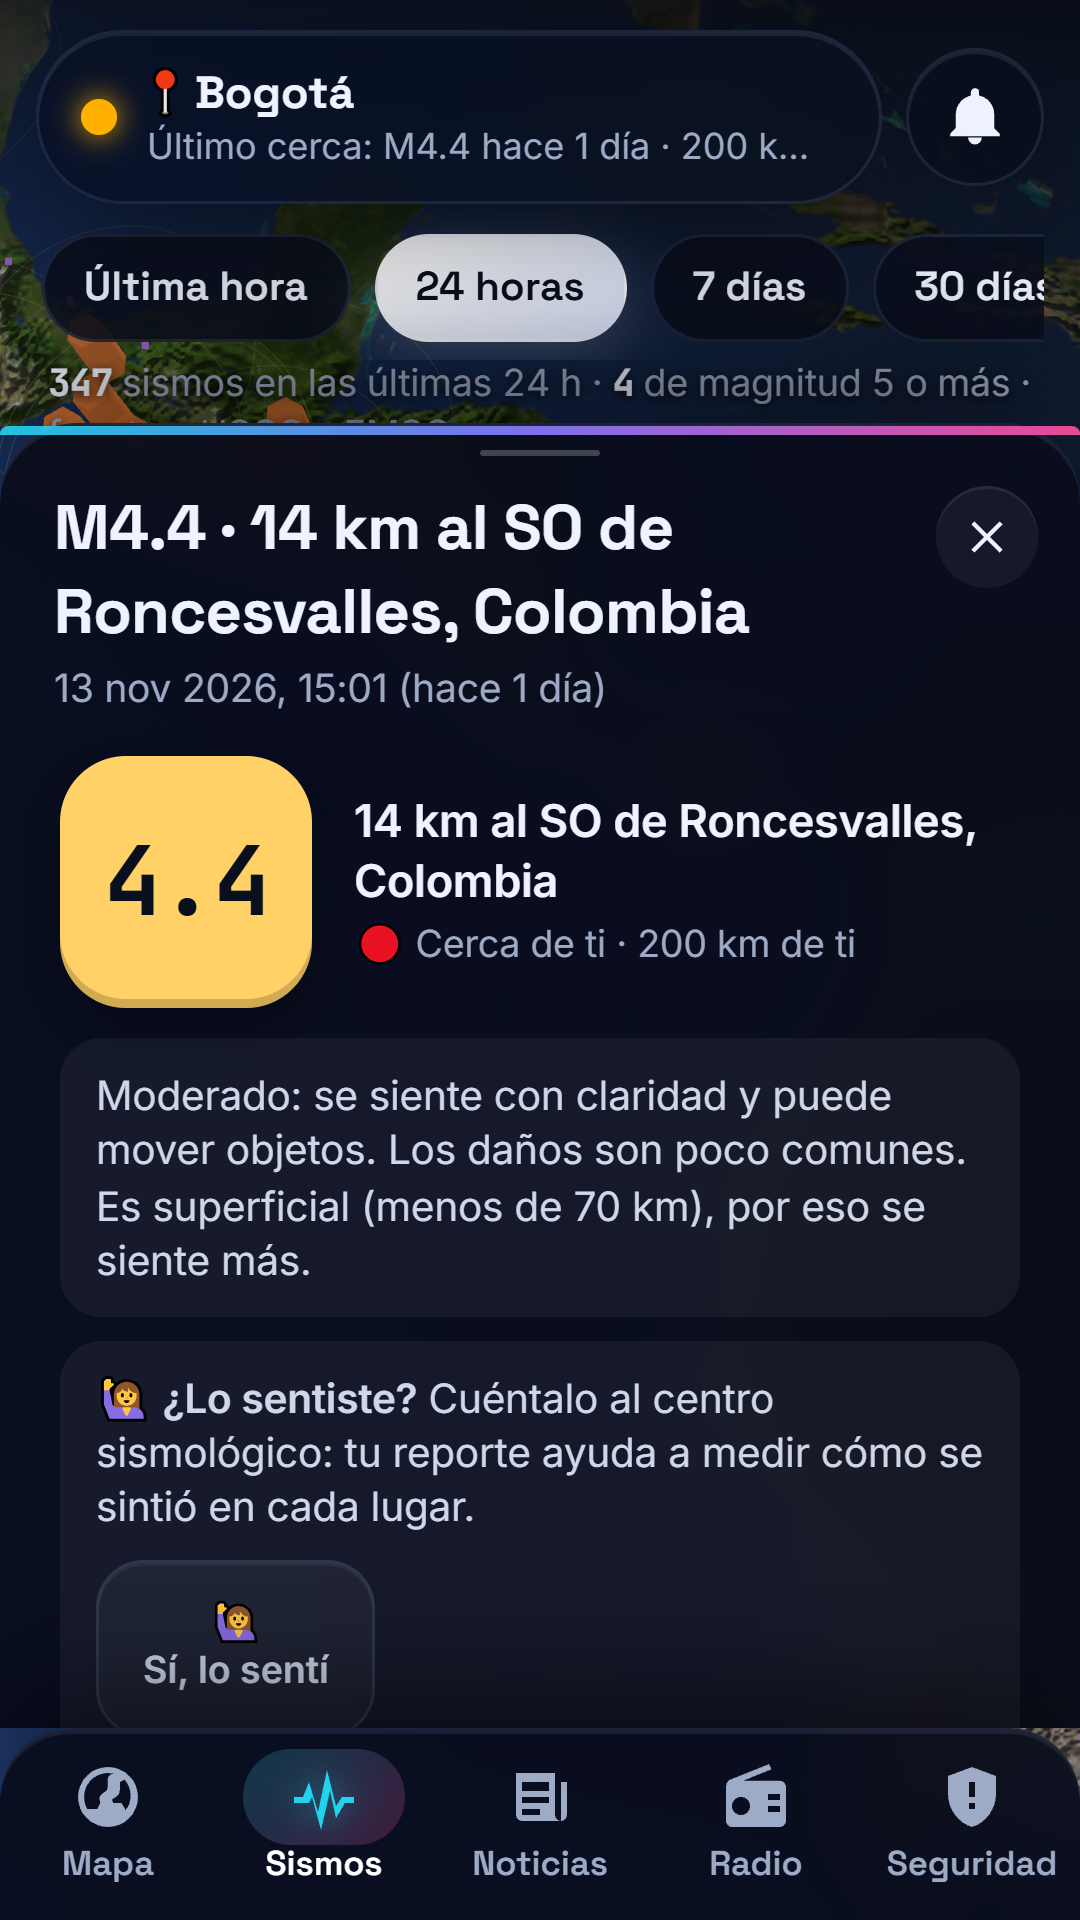 Bogotá
Último cerca: M4.4 hace 1 día · 200 k...
Última hora
24 horas
7 días
30 días
347 sismos en las últimas 24 h · 4 de magnitud 5 o más ·
M4.4 · 14 km al SO de
Roncesvalles, Colombia
13 nov 2026, 15:01 (hace 1 día)
4.4
14 km al SO de Roncesvalles,
Colombia
Cerca de ti · 200 km de ti
Moderado: se siente con claridad y puede
mover objetos. Los daños son poco comunes.
Es superficial (menos de 70 km), por eso se
siente más.
¿Lo sentiste? Cuéntalo al centro
sismológico: tu reporte ayuda a medir cómo se
sintió en cada lugar.
Sí, lo sentí
Mapa
Sismos
Noticias
Radio
Seguridad